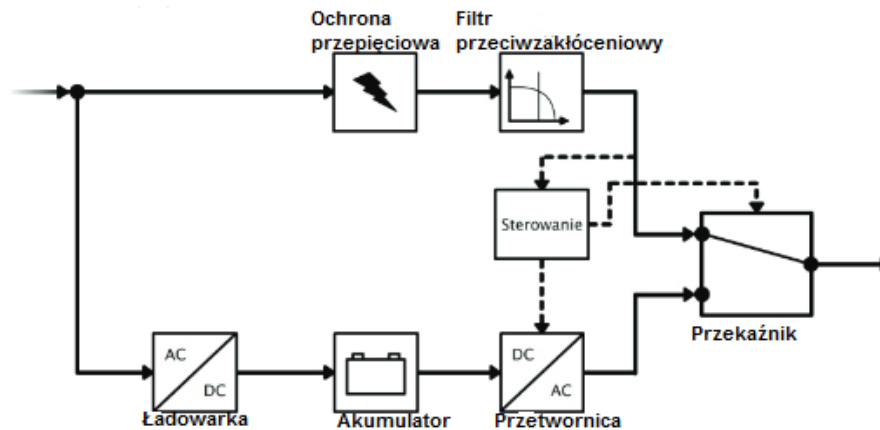 Ochrona
przepięciowa
Filtr
przeciwzakłóceniowy
Sterowanie
Przekaźnik
AC
DC
DC
AC
Ładowarka
Akumulator
Przetwornica